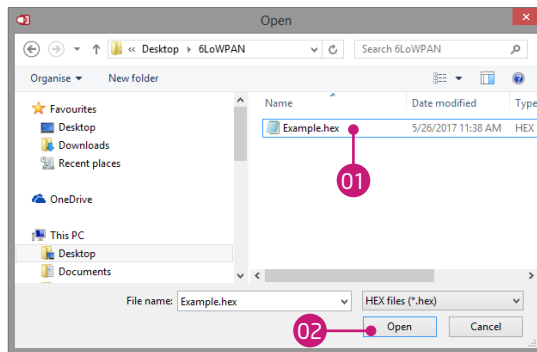 Open
« Desktop 6LoWPAN
Search 6LoWPAN
Organise New folder
Name Date modified Type
Favourites
Example.hex 5/26/2017 11:38 AM HEX
Desktop
Downloads
Recent places
01
OneDrive
This PC
Desktop
Documents
File name: Example.hex HEX files (*.hex)
02 Open Cancel